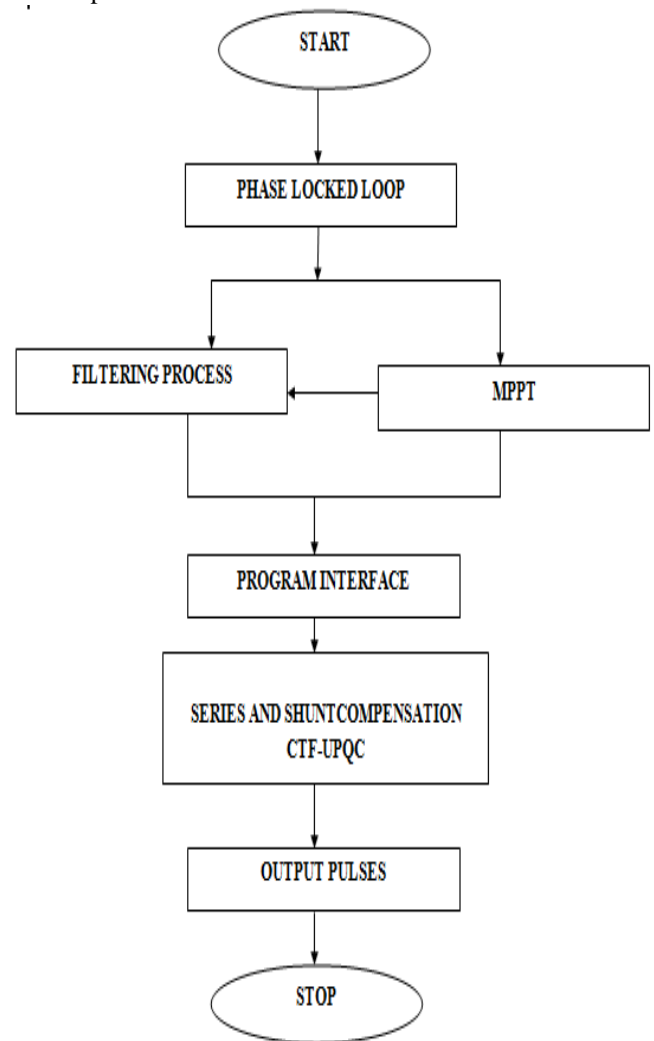 START
PHASE LOCKED LOOP
FILTERING PROCESS
MPPT
PROGRAM INTERFACE
SERIES AND SHUNTCOMPENSATION
CTF-UPQC
OUTPUT PULSES
STOP